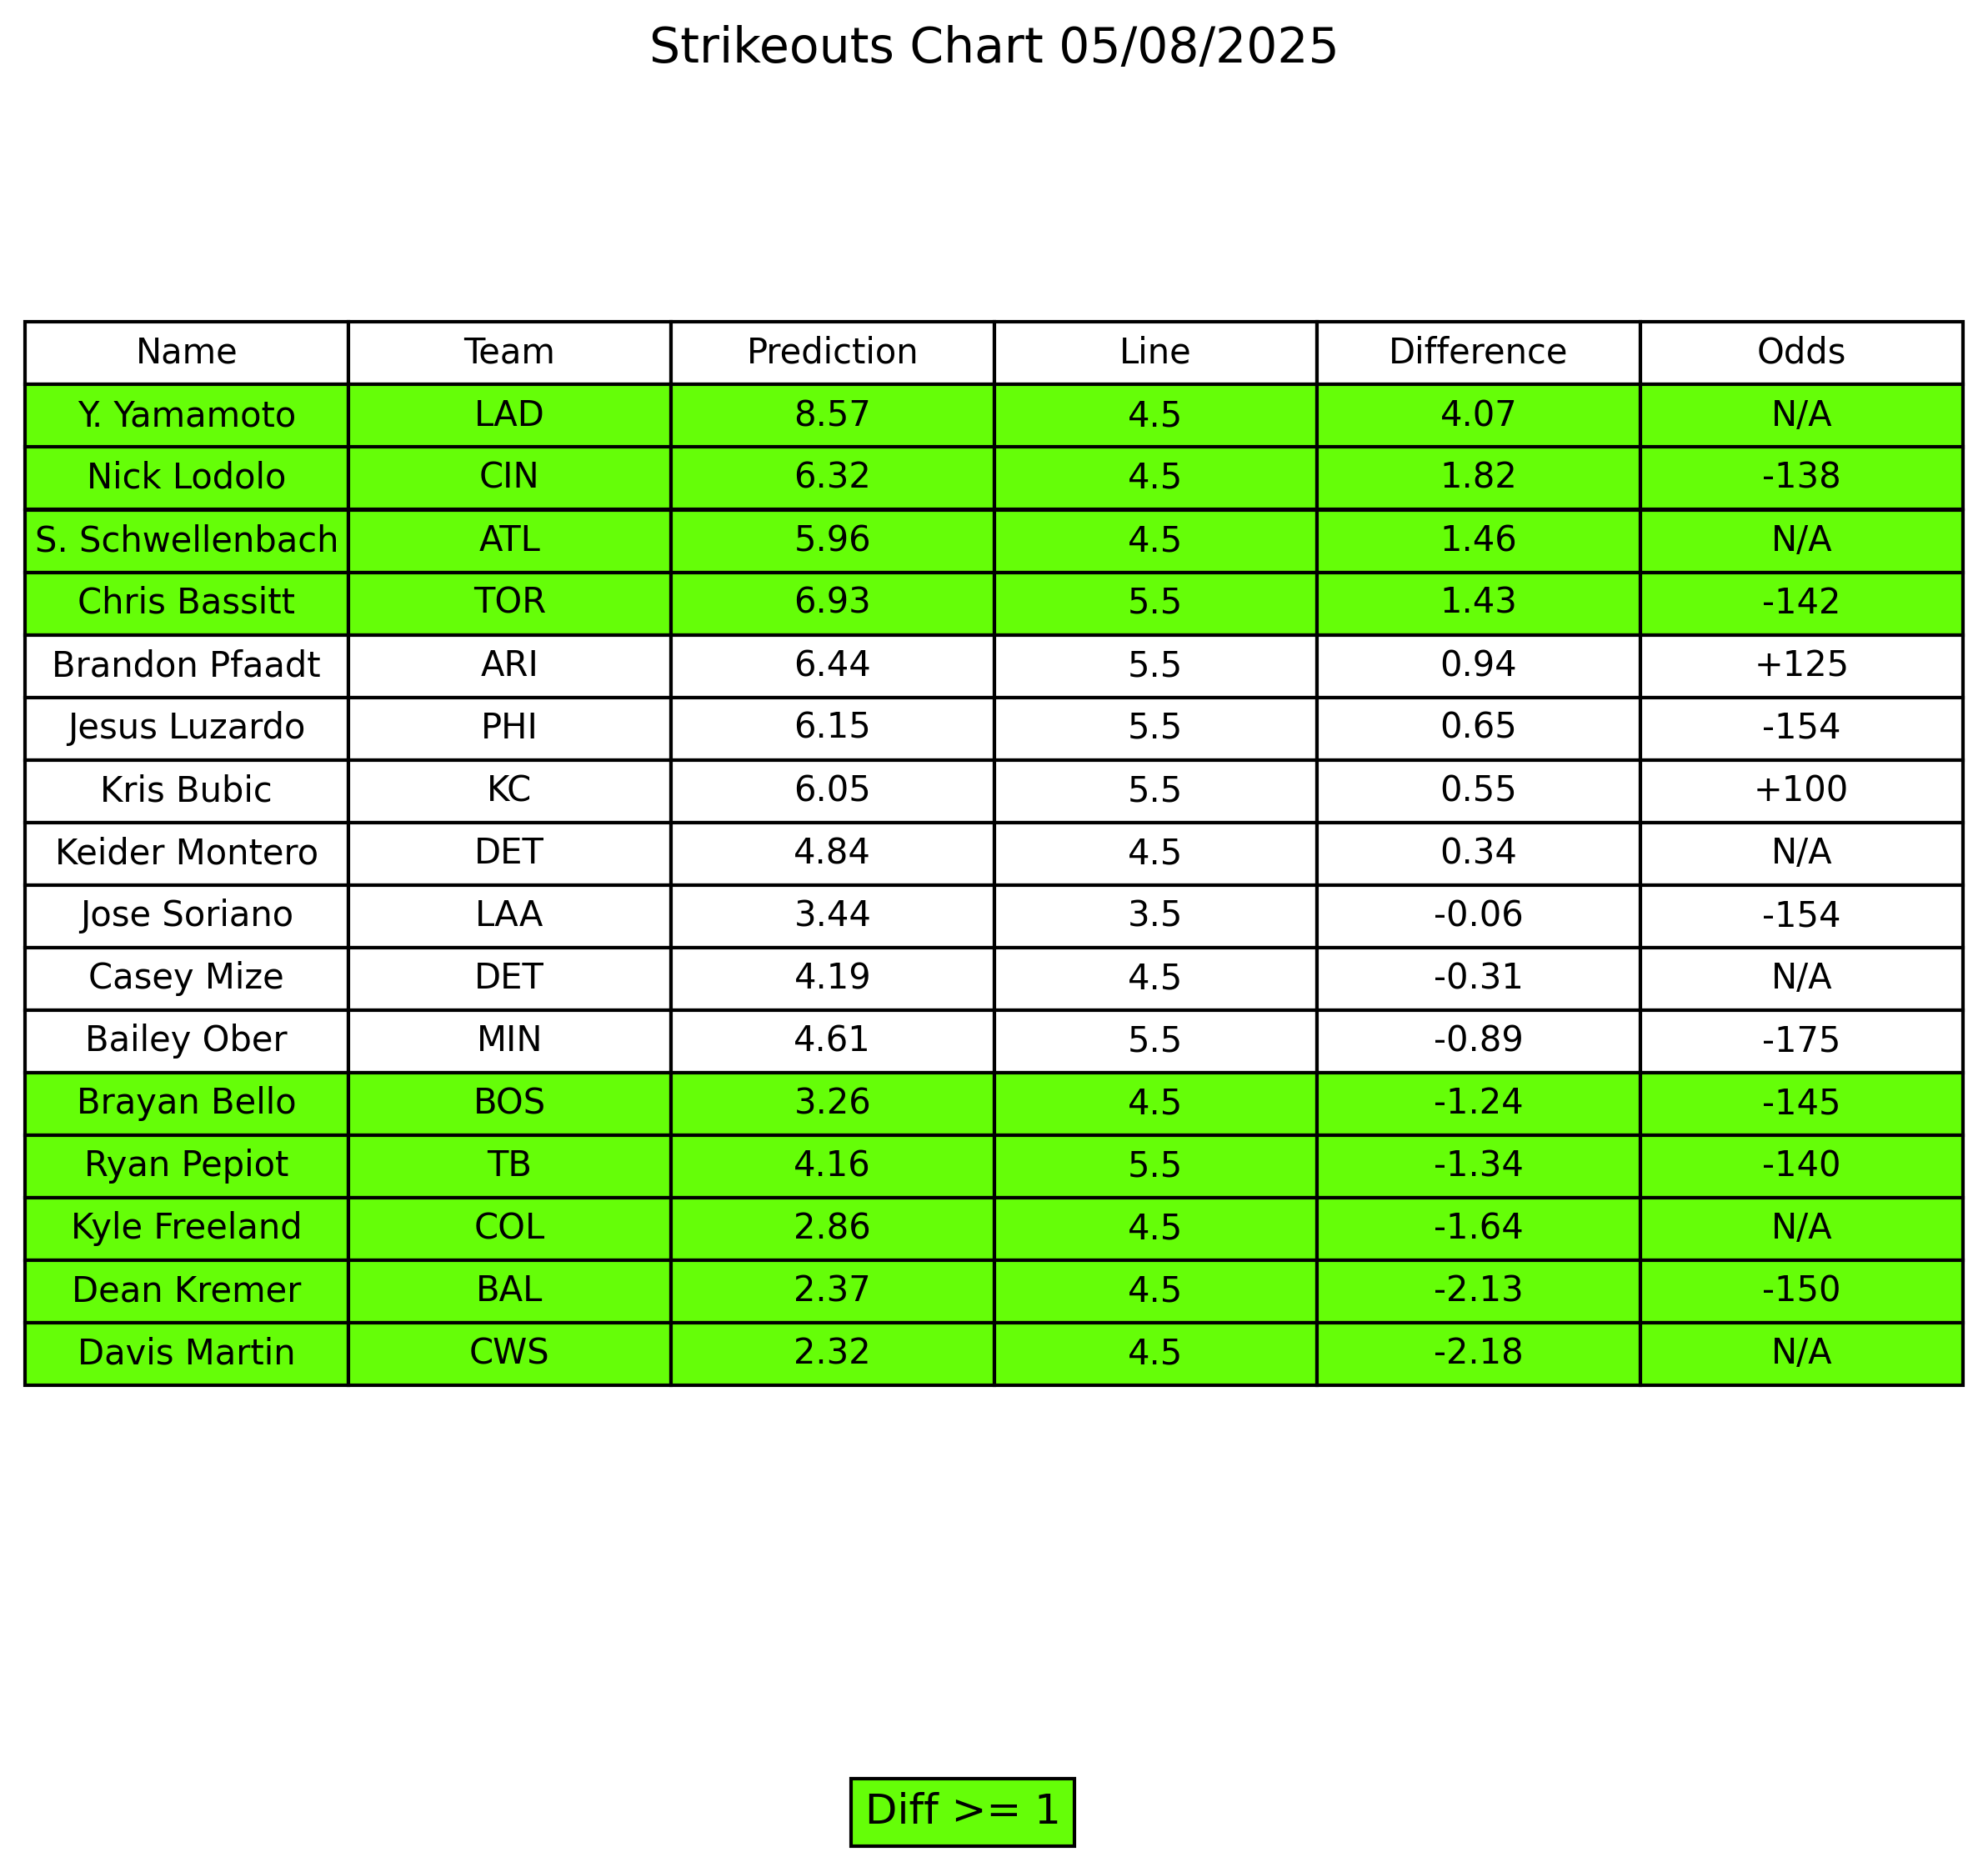 Strikeouts Chart 05/08/2025
Name Team Prediction Line Difference Odds
Y. Yamamoto LAD 8.57 4.5 4.07 N/A
Nick Lodolo CIN 6.32 4.5 1.82 -138
S. Schwellenbach ATL 5.96 4.5 1.46 N/A
Chris Bassitt TOR 6.93 5.5 1.43 -142
Brandon Pfaadt ARI 6.44 5.5 0.94 +125
Jesus Luzardo PHI 6.15 5.5 0.65 -154
Kris Bubic KC 6.05 5.5 0.55 +100
Keider Montero DET 4.84 4.5 0.34 N/A
Jose Soriano LAA 3.44 3.5 -0.06 -154
Casey Mize DET 4.19 4.5 -0.31 N/A
Bailey Ober MIN 4.61 5.5 -0.89 -175
Brayan Bello BOS 3.26 4.5 -1.24 -145
Ryan Pepiot TB 4.16 5.5 -1.34 -140
Kyle Freeland COL 2.86 4.5 -1.64 N/A
Dean Kremer BAL 2.37 4.5 -2.13 -150
Davis Martin CWS 2.32 4.5 -2.18 N/A
Diff >= 1